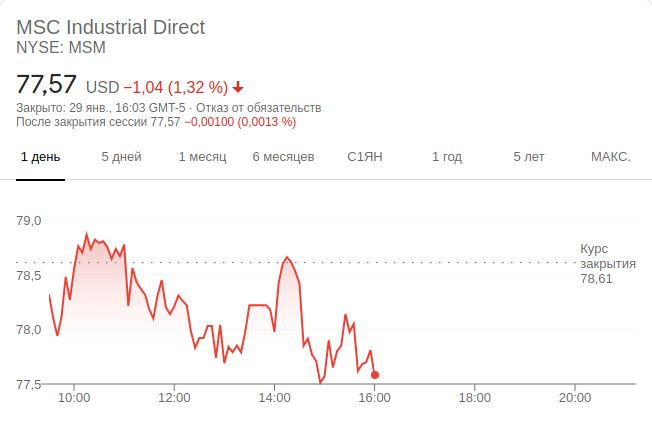 MSC Industrial Direct
NYSE: MSM
77,57 USD −1,04 (1,32 %)
Закрыто: 29 янв., 16:03 GMT-5 · Отказ от обязательств
После закрытия сессии 77,57 −0,00100 (0,0013 %)
1 день 5 дней 1 месяц 6 месяцев С1ЯН 1 год 5 лет МАКС.
79,0
Курс
закрытия
78,5
78,61
78,0
77,5
10:00 12:00 14:00 16:00 18:00 20:00